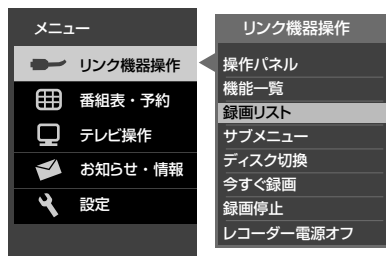 メニュー
リンク機器操作
番組表・予約
テレビ操作
お知らせ・情報
設定
リンク機器操作
操作パネル
機能一覧
録画リスト
サブメニュー
ディスク切換
今すぐ録画
録画停止
レコーダー電源オフ